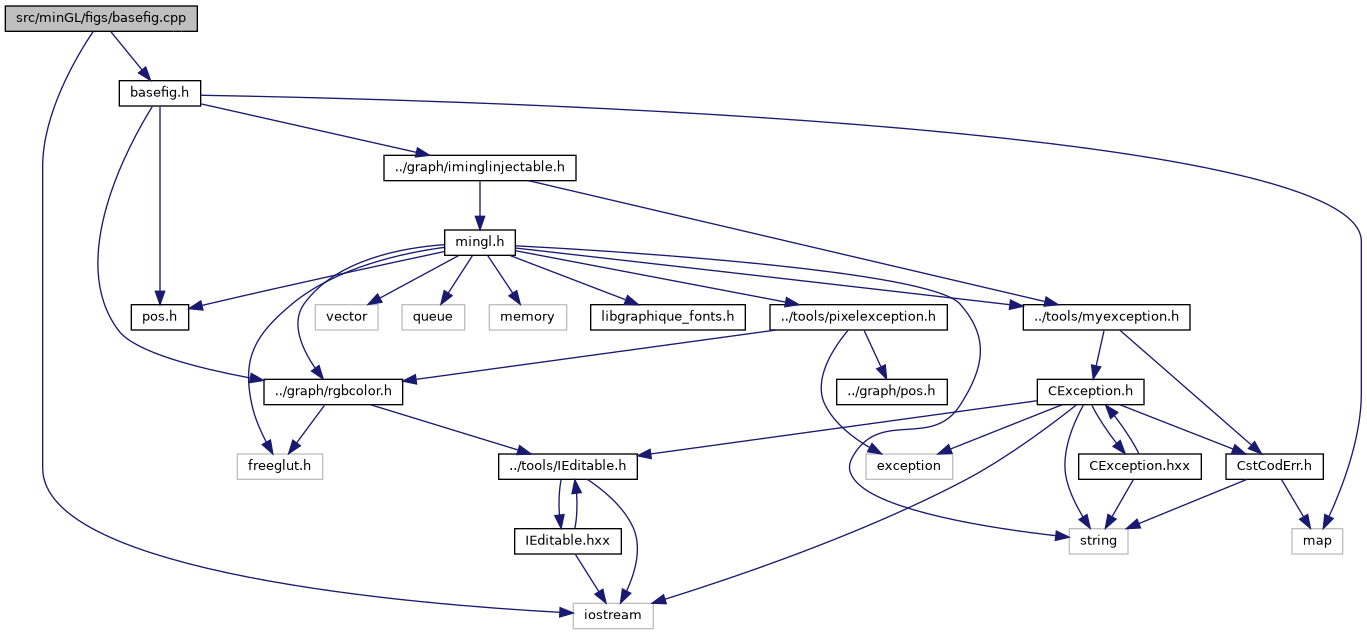 src/minGL/figs/basefig.cpp
basefig.h
../graph/iminglinjectable.h
mingl.h
pos.h
vector
queue
memory
libgraphique_fonts.h
../tools/pixelexception.h
../tools/myexception.h
../graph/rgbcolor.h
../graph/pos.h
CException.h
freeglut.h
../tools/IEditable.h
exception
CException.hxx
CstCodErr.h
IEditable.hxx
string
map
iostream